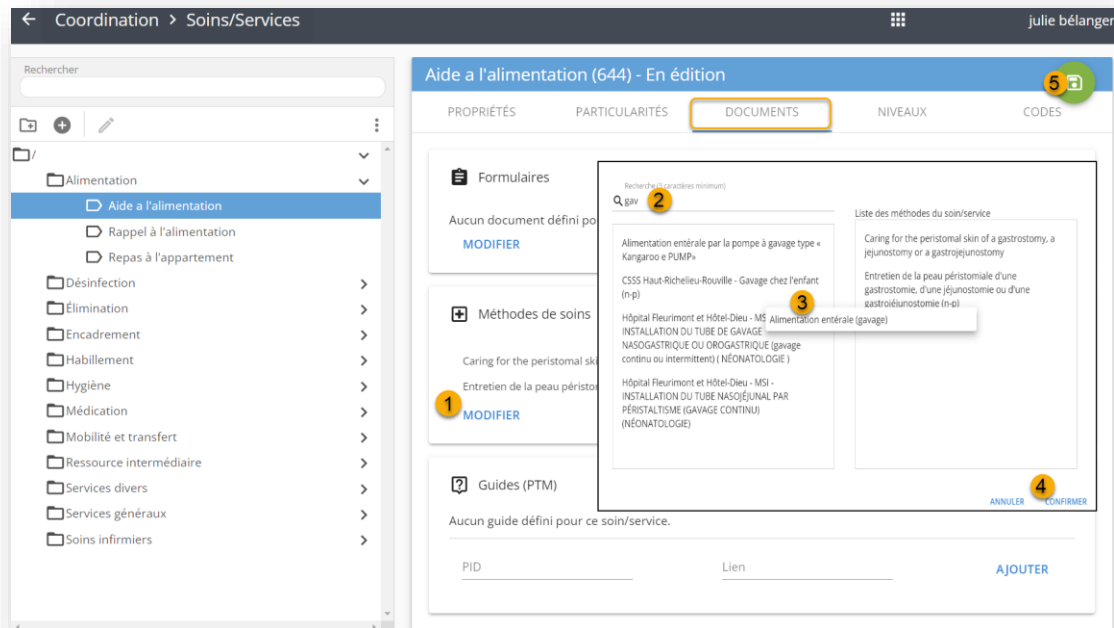 Coordination > Soins/Services
julie bélanger
Rechercher
/
Alimentation
Aide a l'alimentation
Rappel à l'alimentation
Repas à l'appartement
Désinfection
Élimination
Encadrement
Habillement
Hygiène
Médication
Mobilité et transfert
Ressource intermédiaire
Services divers
Services généraux
Soins infirmiers
Aide a l'alimentation (644) - En édition
5
PROPRIÉTÉS
PARTICULARITÉS
DOCUMENTS
NIVEAUX
CODES
Formulaires
Aucun document défini po
MODIFIER
Méthodes de soins
Caring for the peristomal ski
Entretien de la peau péristor
1
MODIFIER
Recherche (3 caractères minimum)
gav
2
Alimentation entérale par la pompe à gavage type «
Kangaroo e PUMP»
CSSS Haut-Richelieu-Rouville - Gavage chez l'enfant
(n-p)
Hôpital Fleurimont et Hôtel-Dieu - MS
INSTALLATION DU TUBE DE GAVAGE
NASOGASTRIQUE OU OROGASTRIQUE (gavage
continu ou intermittent) ( NÉONATOLOGIE )
Hôpital Fleurimont et Hôtel-Dieu - MSI -
INSTALLATION DU TUBE NASOJÉJUNAL PAR
PÉRISTALTISME (GAVAGE CONTINU)
(NÉONATOLOGIE)
Liste des méthodes du soin/service
Caring for the peristomal skin of a gastrostomy, a
jejunostomy or a gastrojejunostomy
Entretien de la peau péristomiale d'une
gastrostomie, d'une jéjunostomie ou d'une
gastrojéjunostomie (n-p)
3
Alimentation entérale (gavage)
4
ANNULER
CONFIRMER
Guides (PTM)
Aucun guide défini pour ce soin/service.
PID
Lien
AJOUTER